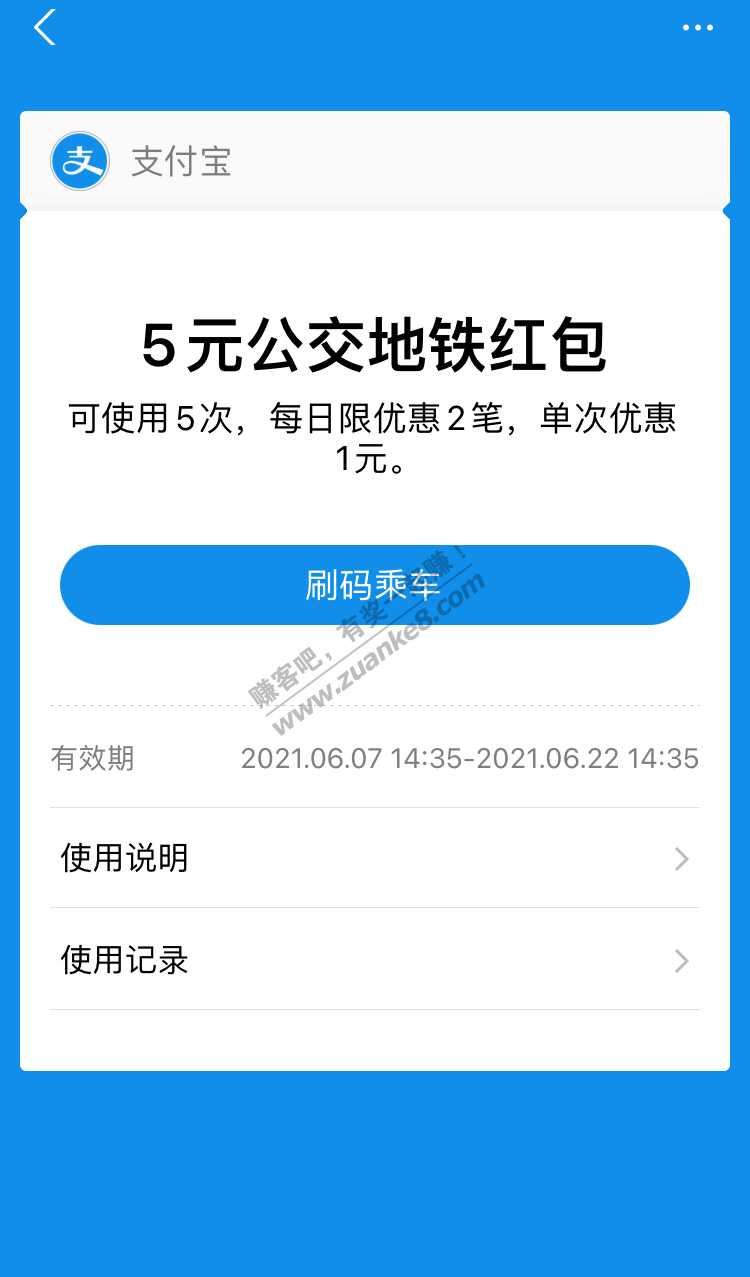 支付宝
5元公交地铁红包
可使用5次，每日限优惠2笔，单次优惠
1元。
刷码乘车
赚客吧，有奖一起赚！
www.zuanke8.com
有效期 2021.06.07 14:35-2021.06.22 14:35
使用说明
使用记录